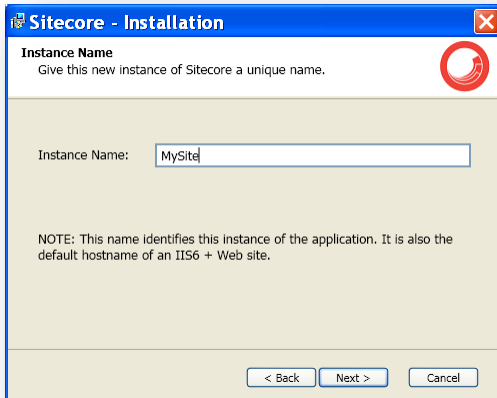 Sitecore - Installation
Instance Name
Give this new instance of Sitecore a unique name.
Instance Name: MySite
NOTE: This name identifies this instance of the application. It is also the
default hostname of an IIS6 + Web site.
< Back Next > Cancel